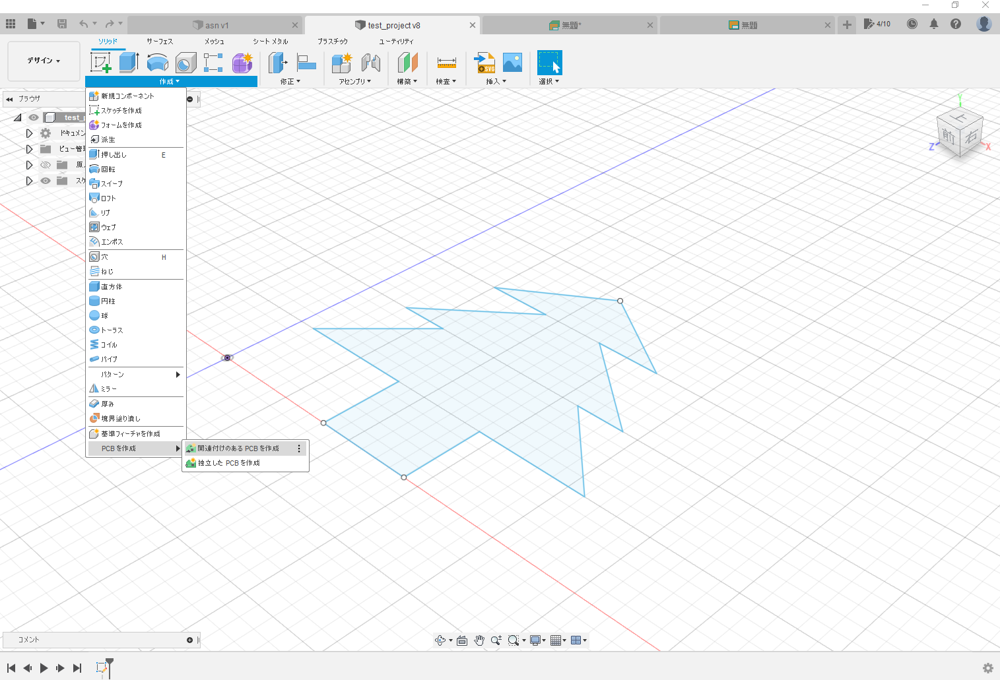 asn v1
test_project v8
無題*
無題
4/10
デザイン
ソリッド
サーフェス
メッシュ
シート メタル
プラスチック
ユーティリティ
作成
修正
アセンブリ
構築
検査
挿入
SVG
選択
ブラウザ
test_
ドキュメン
ビュー管理
原
スケ
新規コンポーネント
スケッチを作成
フォームを作成
派生
押し出し E
回転
スイープ
ロフト
リブ
ウェブ
エンボス
穴 H
ねじ
直方体
円柱
球
トーラス
コイル
パイプ
パターン
ミラー
厚み
境界塗り潰し
基準フィーチャを作成
PCB を作成
関連付けのある PCB を作成
独立した PCB を作成
Y
上
前
右
Z
X
コメント